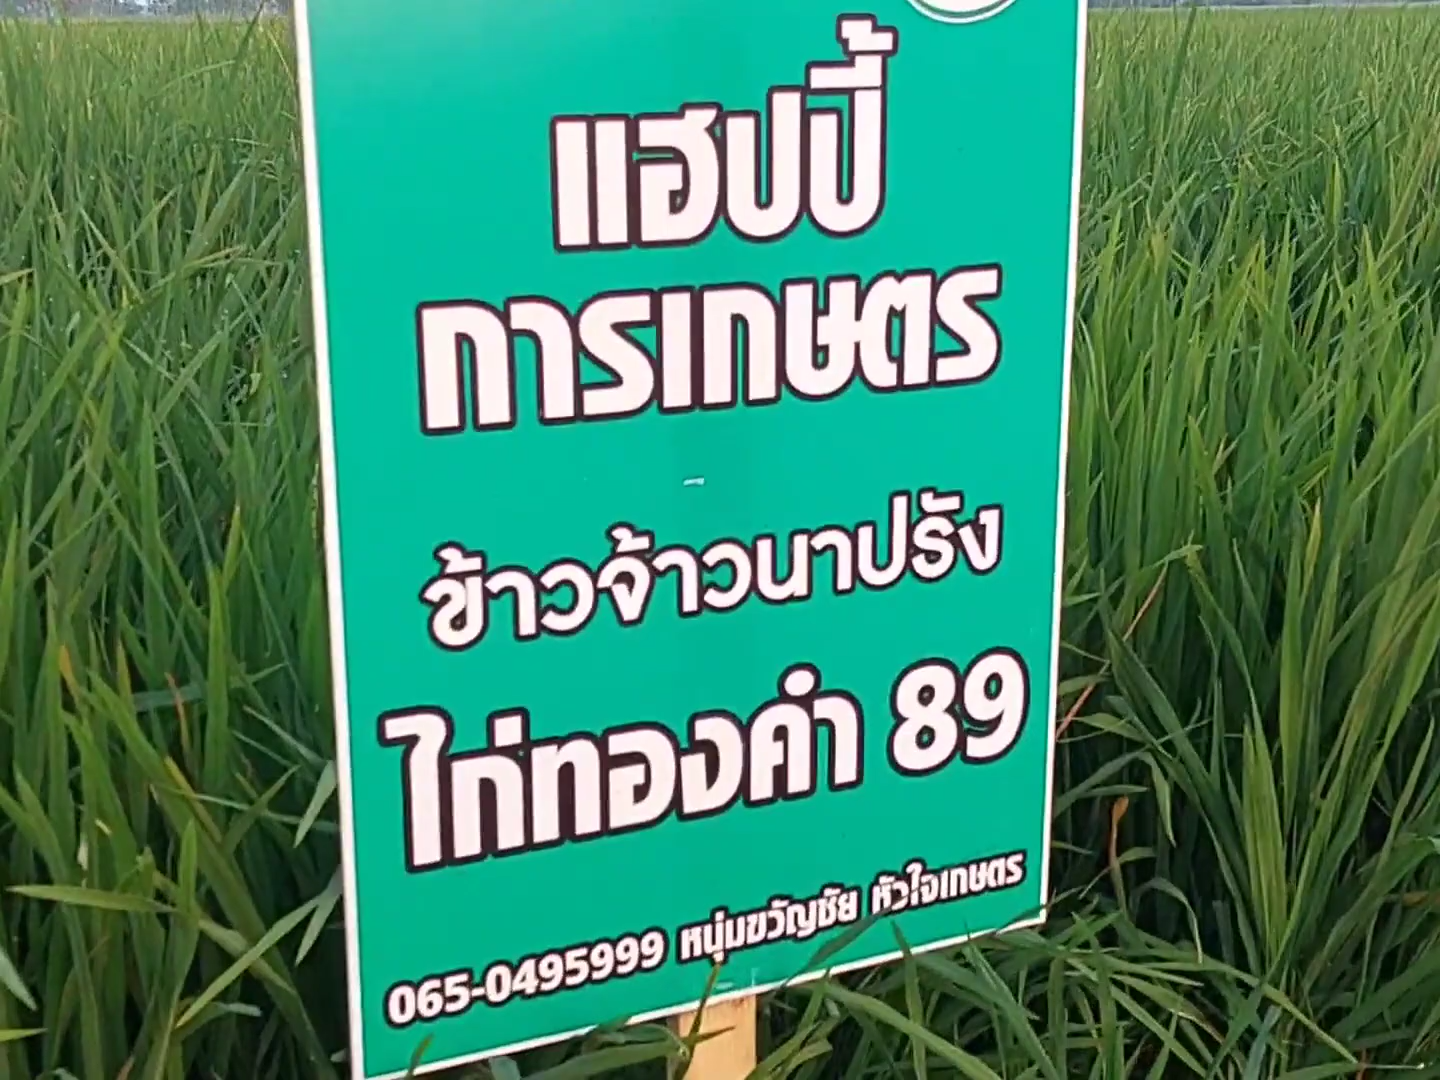 แฮปปี้
การเกษตร
ข้าวจ้าวนาปรัง
ไก่ทองคำ 89
065-0495999 หนุ่มขวัญชัย หัวใจเกษตร